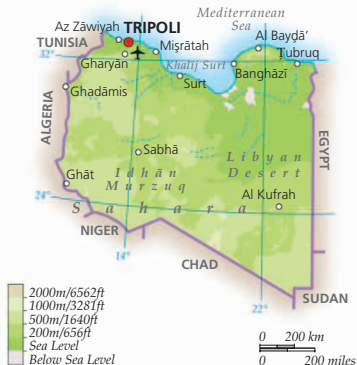 Mediterranean
Sea
Az Zāwiyah
TRIPOLI
Al Bayḑā'
TUNISIA
Mişrātah
Ţubruq
Gharyān
Khalīj Surt
Banghāzī
Surt
Ghadāmis
ALGERIA
EGYPT
Sabhā
Libyan
Desert
Idhān
Murzuq
Ghāt
Al Kufrah
24°
Sahara
NIGER
14°
CHAD
22°
SUDAN
2000m/6562ft
1000m/3281ft
500m/1640ft
200m/656ft
Sea Level
Below Sea Level
0 200 km
0 200 miles